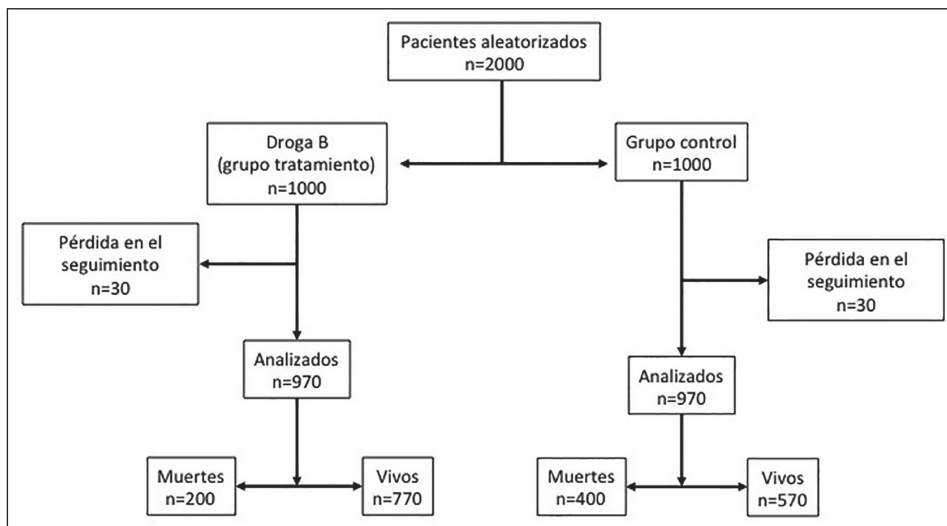 Pacientes aleatorizados
n=2000
Droga B
(grupo tratamiento)
n=1000
Grupo control
n=1000
Pérdida en el
seguimiento
n=30
Pérdida en el
seguimiento
n=30
Analizados
n=970
Analizados
n=970
Muertes
n=200
Vivos
n=770
Muertes
n=400
Vivos
n=570